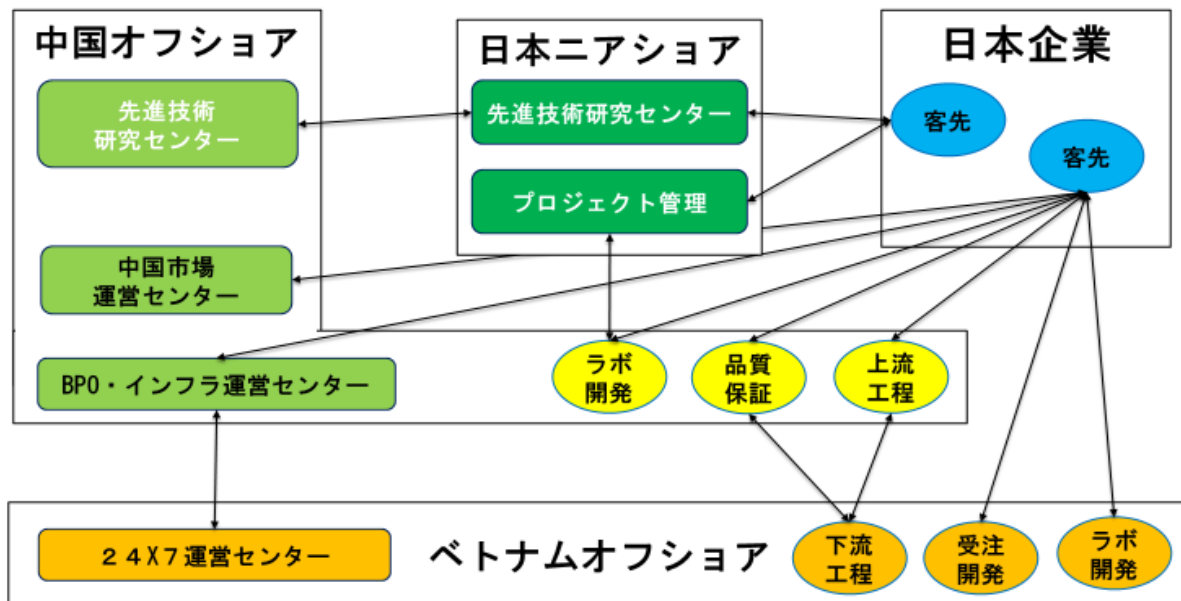 中国オフショア
先進技術
研究センター
中国市場
運営センター
日本ニアショア
先進技術研究センター
プロジェクト管理
日本企業
客先
客先
BPO・インフラ運営センター
ラボ
開発
品質
保証
上流
工程
２４X７運営センター
ベトナムオフショア
下流
工程
受注
開発
ラボ
開発